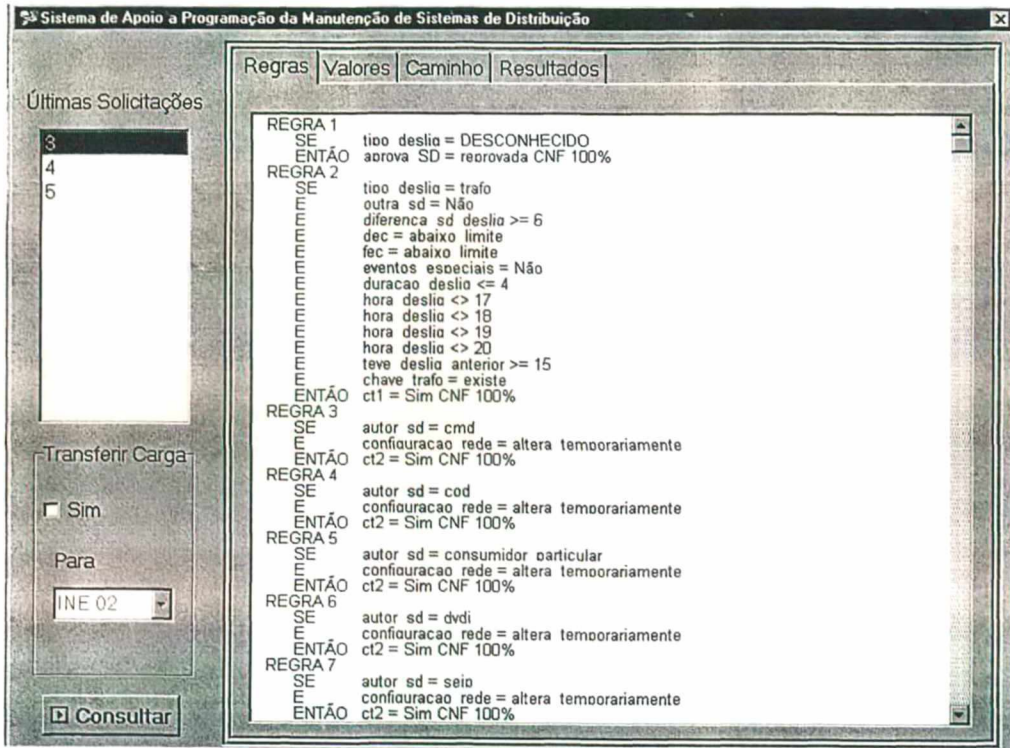 Sistema de Apoio a Programação da Manutenção de Sistemas de Distribuição
Últimas Solicitações
3
4
5
Transferir Carga
Sim
Para
INE 02
Consultar
Regras Valores Caminho Resultados
REGRA 1
SE tipo deslig = DESCONHECIDO
ENTÃO aprova SD = reprovada CNF 100%
REGRA 2
SE tipo deslig = trafo
E outra sd = Não
E diferenca sd deslig >= 6
E dec = abaixo limite
E fec = abaixo limite
E eventos especiais = Não
E duracao deslig <= 4
E hora deslig <> 17
E hora deslig <> 18
E hora deslig <> 19
E hora deslig <> 20
E teve deslig anterior >= 15
E chave trafo = existe
ENTÃO ct1 = Sim CNF 100%
REGRA 3
SE autor sd = cmd
E configuracao rede = altera temporariamente
ENTÃO ct2 = Sim CNF 100%
REGRA 4
SE autor sd = cod
E configuracao rede = altera temporariamente
ENTÃO ct2 = Sim CNF 100%
REGRA 5
SE autor sd = consumidor particular
E configuracao rede = altera temporariamente
ENTÃO ct2 = Sim CNF 100%
REGRA 6
SE autor sd = dvdi
E configuracao rede = altera temporariamente
ENTÃO ct2 = Sim CNF 100%
REGRA 7
SE autor sd = seip
E configuracao rede = altera temporariamente
ENTÃO ct2 = Sim CNF 100%